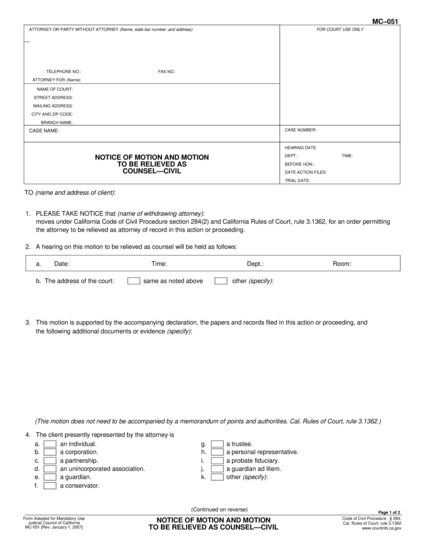 MC–051
ATTORNEY OR PARTY WITHOUT ATTORNEY (Name, state bar number, and address)
FOR COURT USE ONLY
TELEPHONE NO.: FAX NO.:
ATTORNEY FOR (Name):
NAME OF COURT:
STREET ADDRESS:
MAILING ADDRESS:
CITY AND ZIP CODE:
BRANCH NAME:
CASE NAME:
CASE NUMBER:
NOTICE OF MOTION AND MOTION
TO BE RELIEVED AS
COUNSEL—CIVIL
HEARING DATE:
DEPT.: TIME:
BEFORE HON.:
DATE ACTION FILED:
TRIAL DATE:
TO (name and address of client):
1. PLEASE TAKE NOTICE that (name of withdrawing attorney):
moves under California Code of Civil Procedure section 284(2) and California Rules of Court, rule 3.1362, for an order permitting
the attorney to be relieved as attorney of record in this action or proceeding.
2. A hearing on this motion to be relieved as counsel will be held as follows:
a. Date: Time: Dept.: Room:
b. The address of the court: same as noted above other (specify):
3. This motion is supported by the accompanying declaration, the papers and records filed in this action or proceeding, and
the following additional documents or evidence (specify):
(This motion does not need to be accompanied by a memorandum of points and authorities. Cal. Rules of Court, rule 3.1362.)
4. The client presently represented by the attorney is
a. an individual.
b. a corporation.
c. a partnership.
d. an unincorporated association.
e. a guardian.
f. a conservator.
g. a trustee.
h. a personal representative.
i. a probate fiduciary.
j. a guardian ad litem.
k. other (specify):
(Continued on reverse)
Page 1 of 2
Form Adopted for Mandatory Use
Judicial Council of California
MC-051 [Rev. January 1, 2007]
NOTICE OF MOTION AND MOTION
TO BE RELIEVED AS COUNSEL—CIVIL
Code of Civil Procedure, § 284;
Cal. Rules of Court, rule 3.1362
www.courtinfo.ca.gov